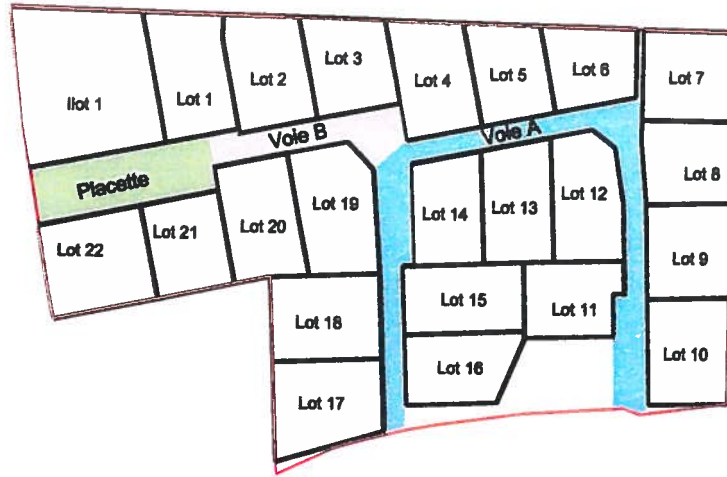 Ilot 1
Lot 1
Lot 2
Lot 3
Lot 4
Lot 5
Lot 6
Lot 7
Voie B
Voie A
Placette
Lot 8
Lot 22
Lot 21
Lot 20
Lot 19
Lot 14
Lot 13
Lot 12
Lot 9
Lot 18
Lot 15
Lot 11
Lot 10
Lot 17
Lot 16